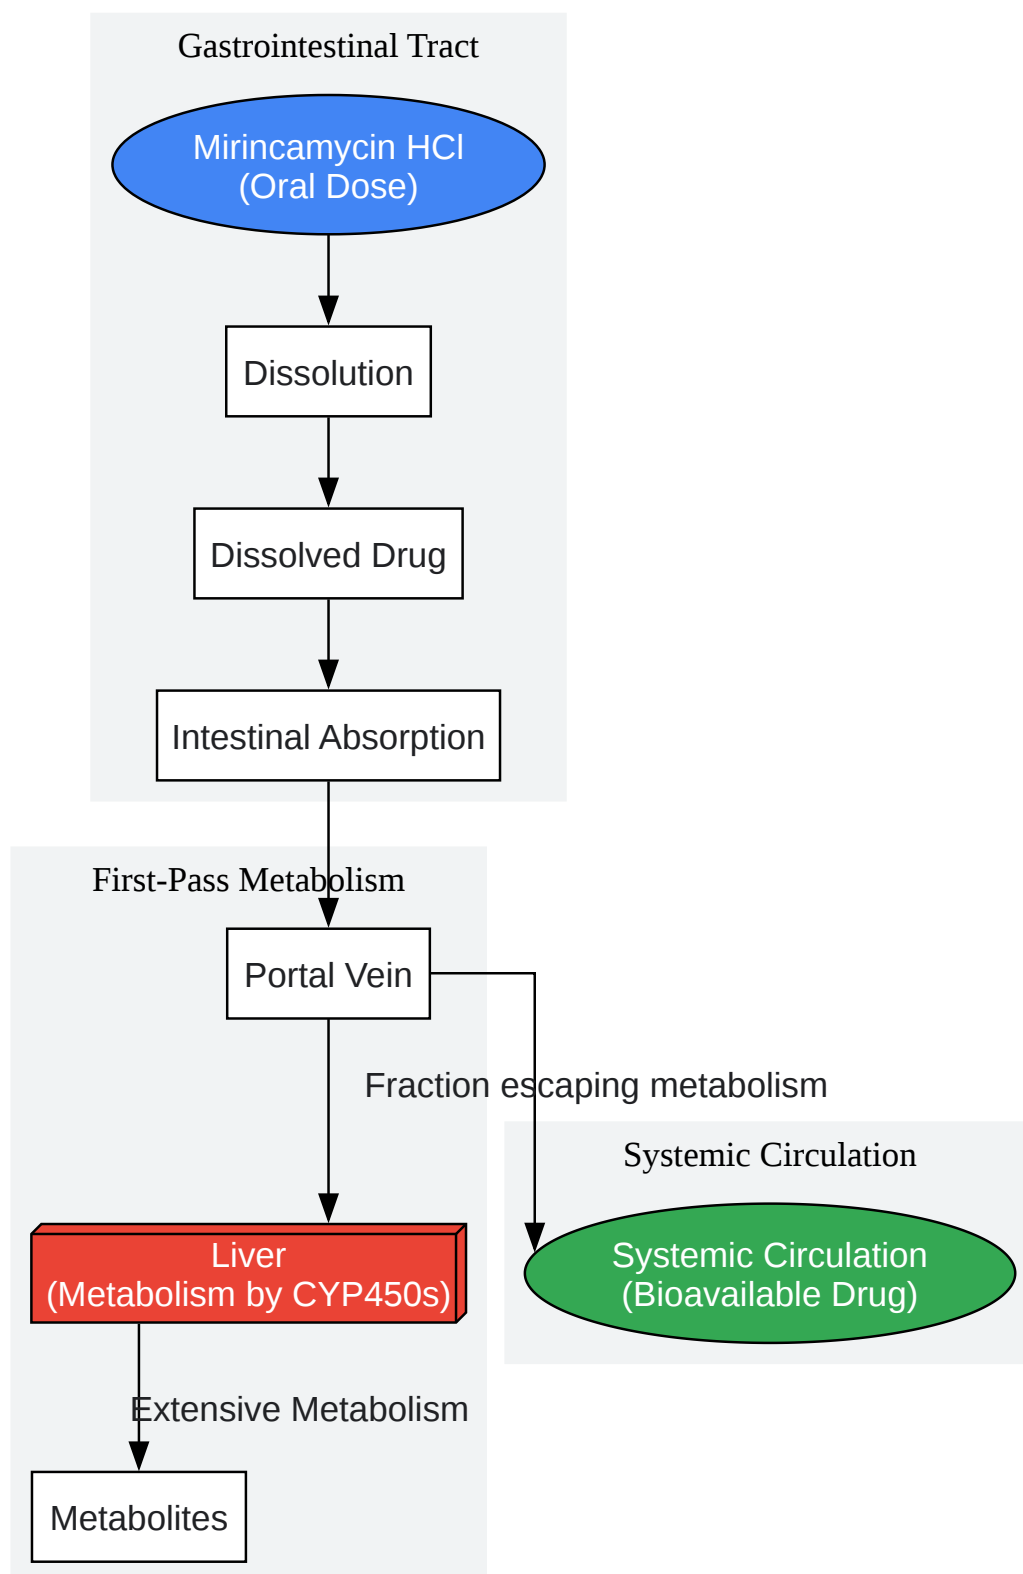 Gastrointestinal Tract
Mirincamycin HCl
(Oral Dose)
Dissolution
Dissolved Drug
Intestinal Absorption
First-Pass Metabolism
Portal Vein
Fraction escaping metabolism
Systemic Circulation
Liver
(Metabolism by CYP450s)
Systemic Circulation
(Bioavailable Drug)
Extensive Metabolism
Metabolites